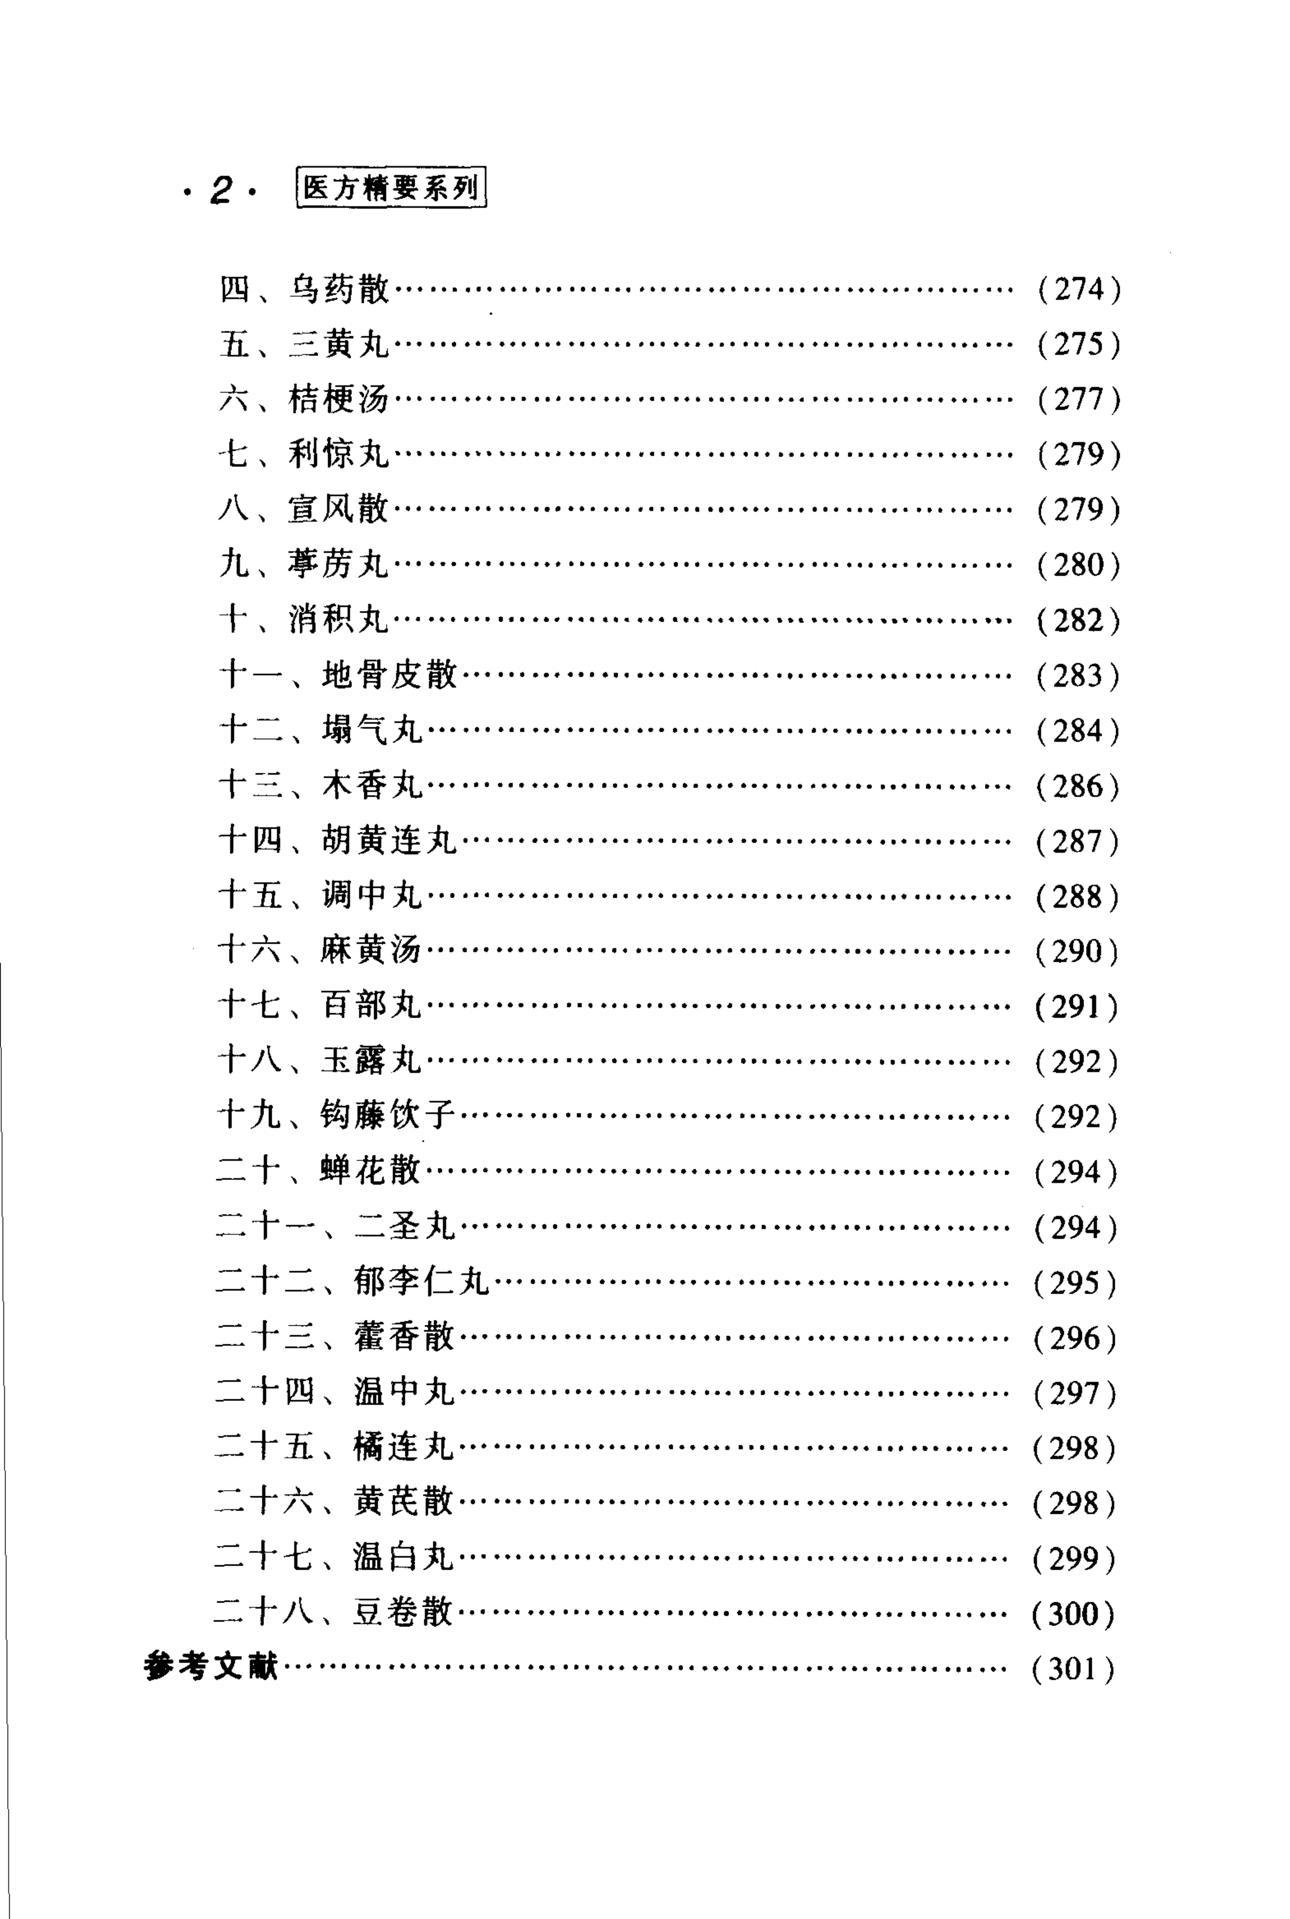 ·2· 医方精要系列
四、乌药散…………………………………………………(274)
五、三黄丸…………………………………………………(275)
六、桔梗汤…………………………………………………(277)
七、利惊丸…………………………………………………(279)
八、宣风散…………………………………………………(279)
九、葶苈丸…………………………………………………(280)
十、消积丸…………………………………………………(282)
十一、地骨皮散……………………………………………(283)
十二、塌气丸………………………………………………(284)
十三、木香丸………………………………………………(286)
十四、胡黄连丸……………………………………………(287)
十五、调中丸………………………………………………(288)
十六、麻黄汤………………………………………………(290)
十七、百部丸………………………………………………(291)
十八、玉露丸………………………………………………(292)
十九、钩藤饮子……………………………………………(292)
二十、蝉花散………………………………………………(294)
二十一、二圣丸……………………………………………(294)
二十二、郁李仁丸…………………………………………(295)
二十三、藿香散……………………………………………(296)
二十四、温中丸……………………………………………(297)
二十五、橘连丸……………………………………………(298)
二十六、黄芪散……………………………………………(298)
二十七、温白丸……………………………………………(299)
二十八、豆卷散……………………………………………(300)
参考文献……………………………………………………(301)